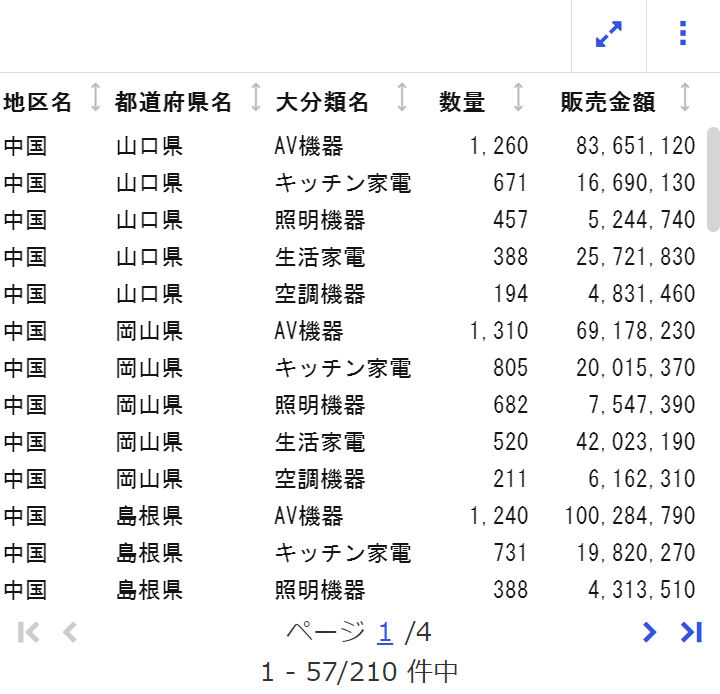 地区名 都道府県名 大分類名 数量 販売金額
中国 山口県 AV機器 1,260 83,651,120
中国 山口県 キッチン家電 671 16,690,130
中国 山口県 照明機器 457 5,244,740
中国 山口県 生活家電 388 25,721,830
中国 山口県 空調機器 194 4,831,460
中国 岡山県 AV機器 1,310 69,178,230
中国 岡山県 キッチン家電 805 20,015,370
中国 岡山県 照明機器 682 7,547,390
中国 岡山県 生活家電 520 42,023,190
中国 岡山県 空調機器 211 6,162,310
中国 島根県 AV機器 1,240 100,284,790
中国 島根県 キッチン家電 731 19,820,270
中国 島根県 照明機器 388 4,313,510
ページ 1 /4
1 - 57/210 件中